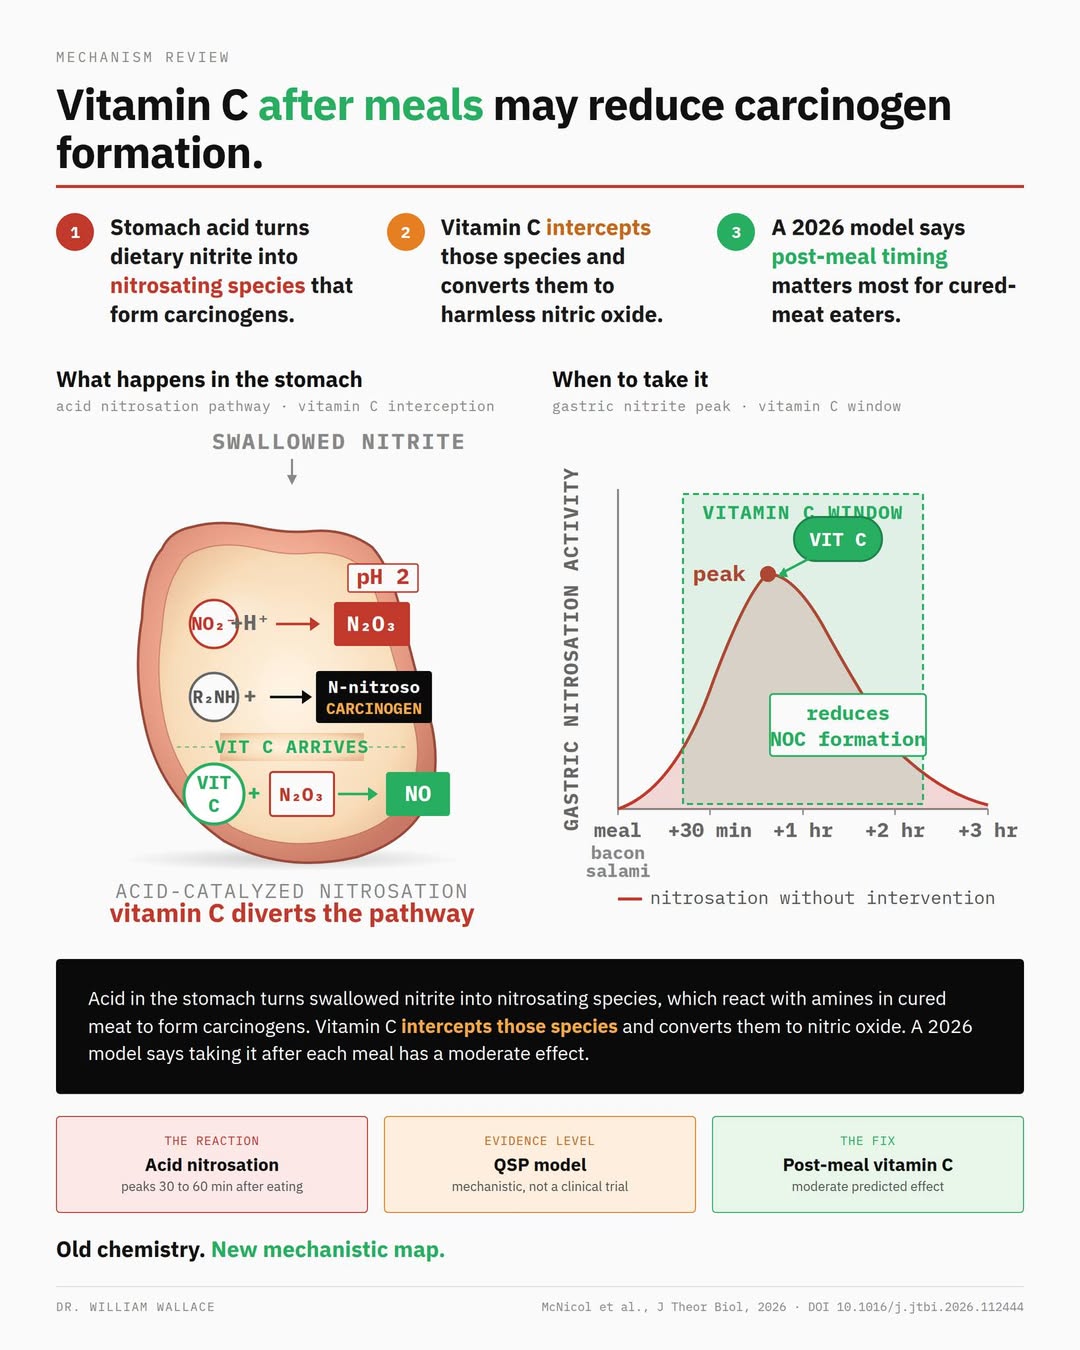 MECHANISM REVIEW
Vitamin C after meals may reduce carcinogen
formation.
1
Stomach acid turns
dietary nitrite into
nitrosating species that
form carcinogens.
2
Vitamin C intercepts
those species and
converts them to
harmless nitric oxide.
3
A 2026 model says
post-meal timing
matters most for cured-
meat eaters.
What happens in the stomach
acid nitrosation pathway · vitamin C interception
SWALLOWED NITRITE
pH 2
NO₂⁻ +H⁺ N₂O₃
R₂NH + N-nitroso
CARCINOGEN
VIT C ARRIVES
VIT
C
+ N₂O₃ NO
ACID-CATALYZED NITROSATION
vitamin C diverts the pathway
When to take it
gastric nitrite peak · vitamin C window
GASTRIC NITROSATION ACTIVITY
VITAMIN C WINDOW
VIT C
peak
reduces
NOC formation
meal +30 min +1 hr +2 hr +3 hr
bacon
salami
nitrosation without intervention
Acid in the stomach turns swallowed nitrite into nitrosating species, which react with amines in cured
meat to form carcinogens. Vitamin C intercepts those species and converts them to nitric oxide. A 2026
model says taking it after each meal has a moderate effect.
THE REACTION
Acid nitrosation
peaks 30 to 60 min after eating
EVIDENCE LEVEL
QSP model
mechanistic, not a clinical trial
THE FIX
Post-meal vitamin C
moderate predicted effect
Old chemistry. New mechanistic map.
DR. WILLIAM WALLACE
McNicol et al., J Theor Biol, 2026 · DOI 10.1016/j.jtbi.2026.112444